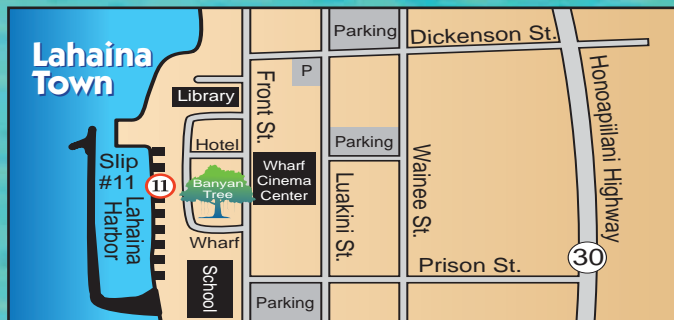 Lahaina
Town
Parking
Dickenson St.
P
Library
Front St.
Honoapiilani Highway
Hotel
Parking
Slip
#11
11
Banyan
Tree
Wharf
Cinema
Center
Luakini St.
Wainee St.
Lahaina
Harbor
Wharf
School
Prison St.
30
Parking